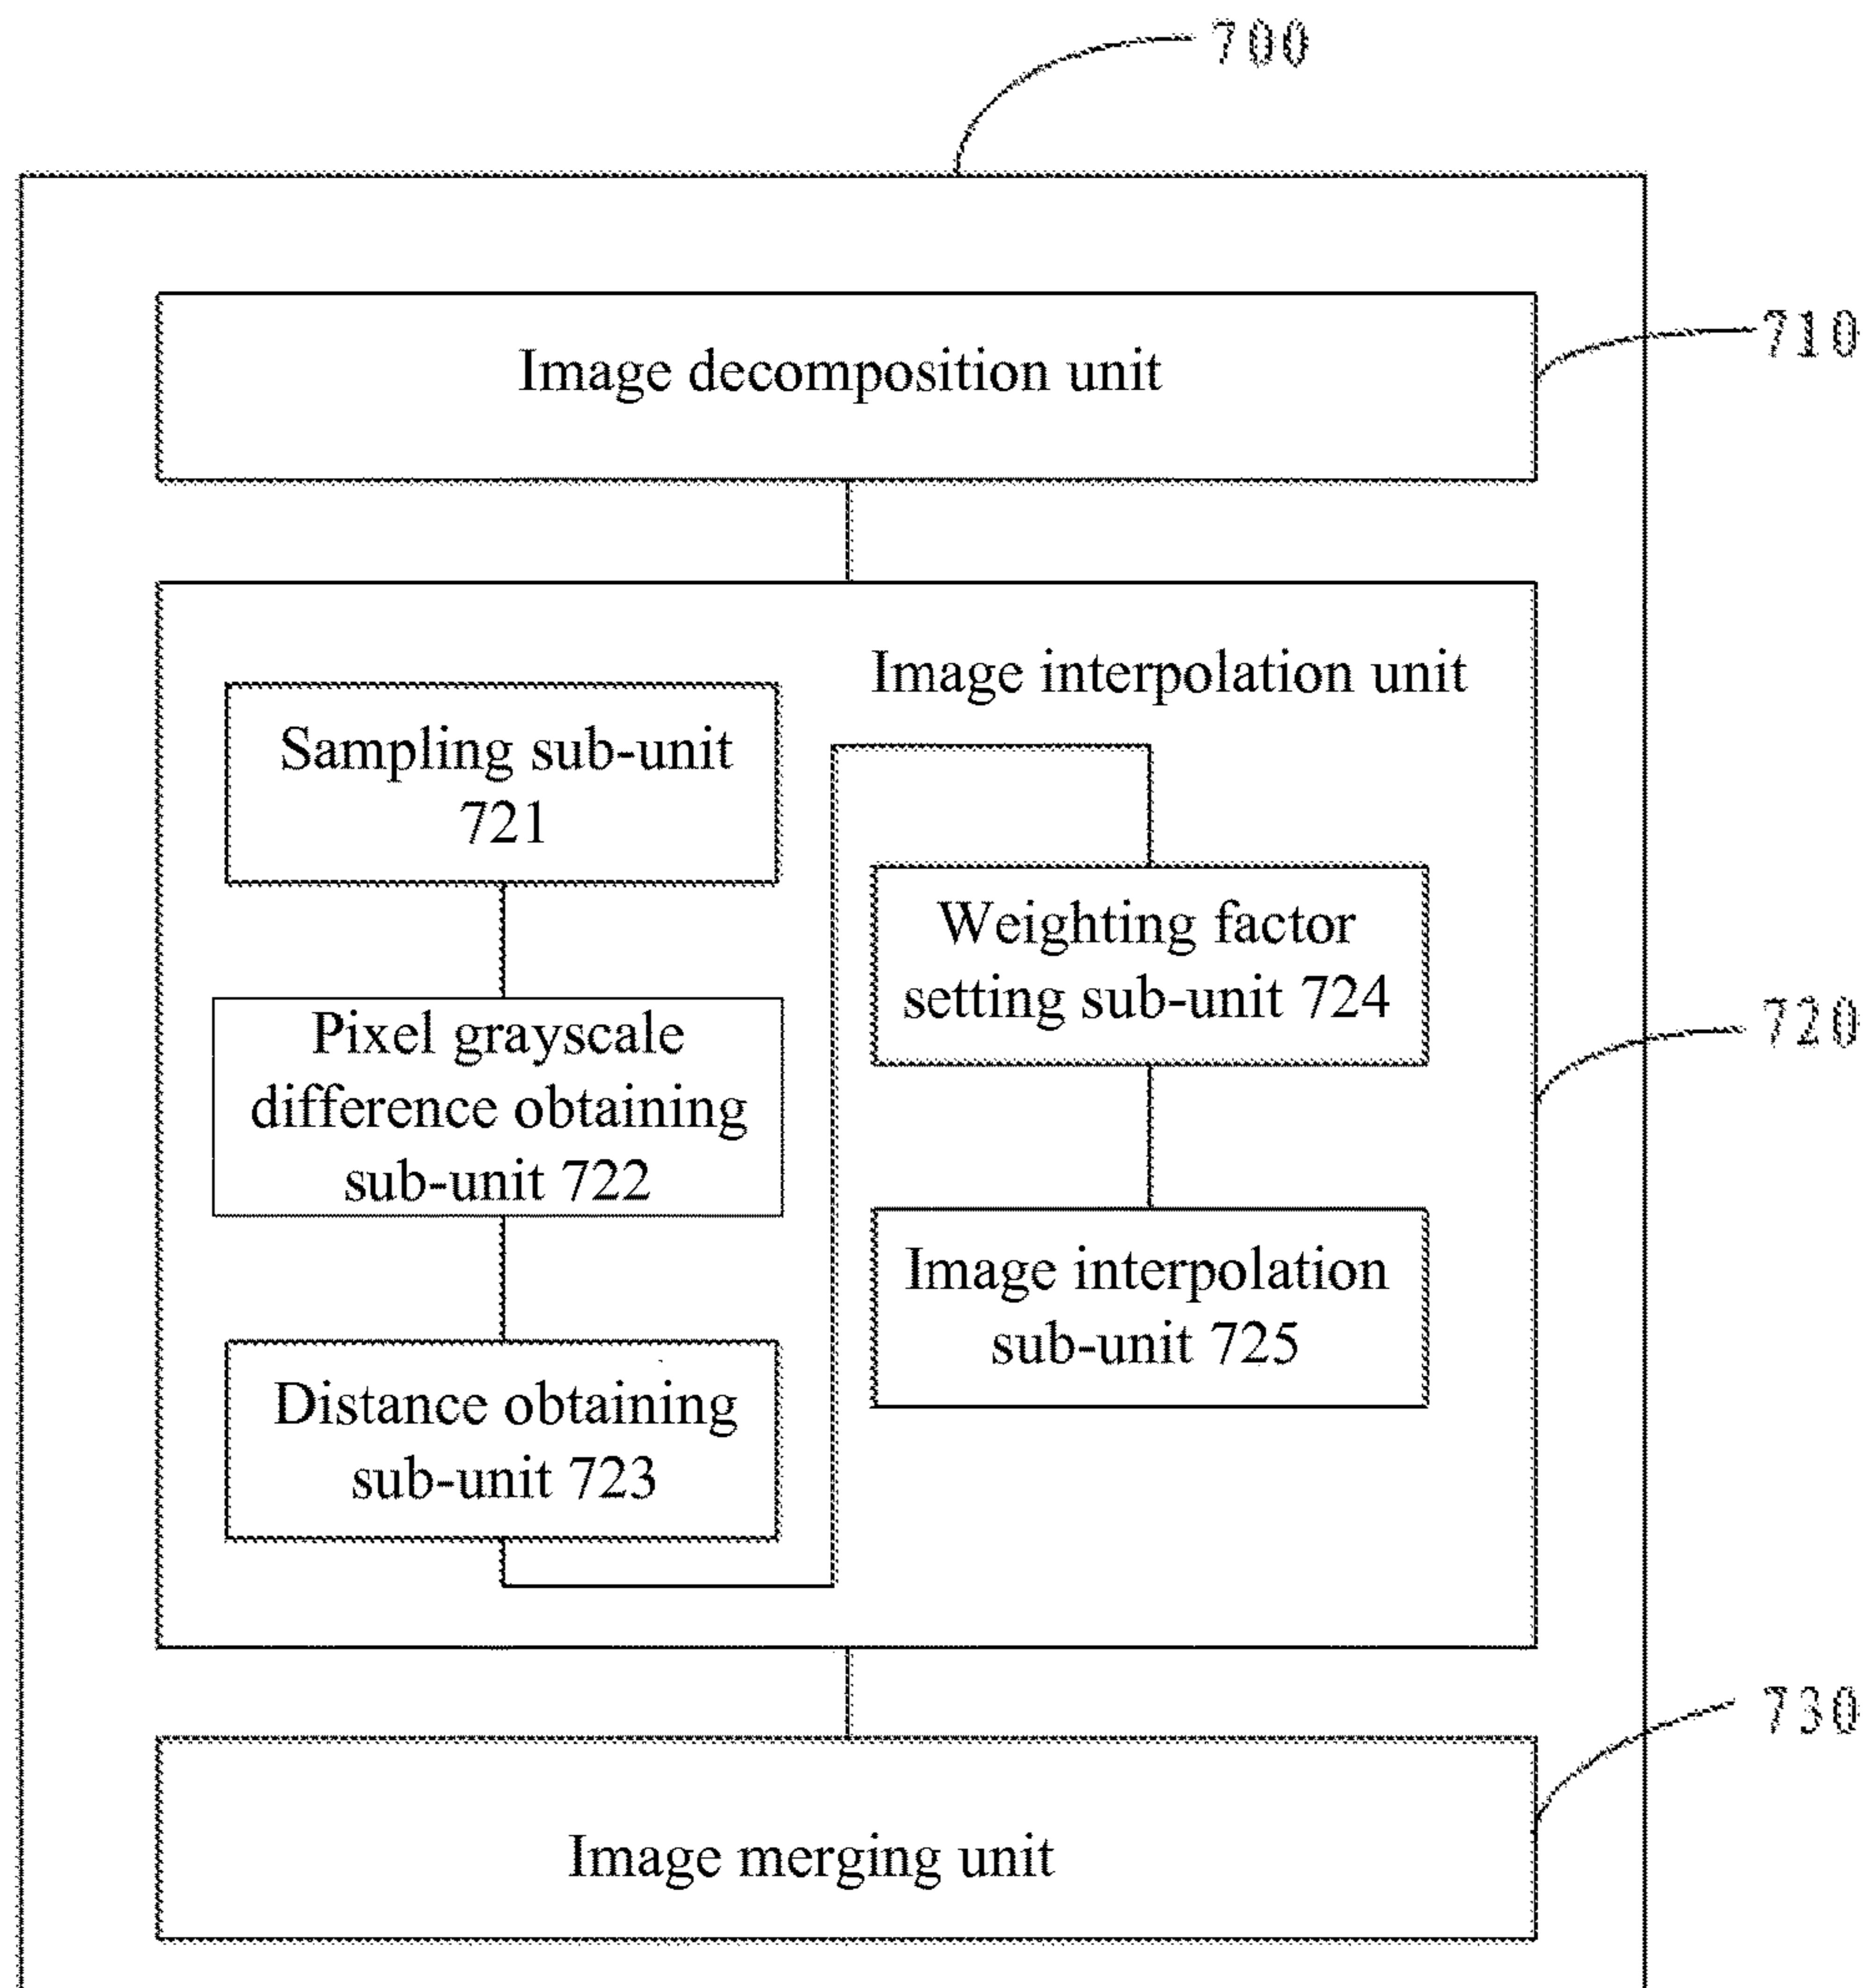 700
Image decomposition unit
710
Image interpolation unit
Sampling sub-unit
721
Pixel grayscale
difference obtaining
sub-unit 722
Distance obtaining
sub-unit 723
Weighting factor
setting sub-unit 724
Image interpolation
sub-unit 725
720
730
Image merging unit